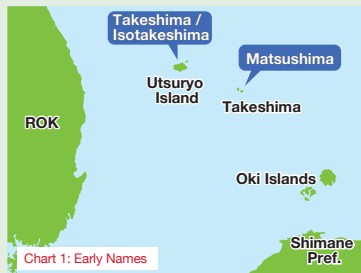 Takeshima /
Isotakeshima
Matsushima
Utsuryo
Island
Takeshima
ROK
Oki Islands
Shimane
Pref.
Chart 1: Early Names